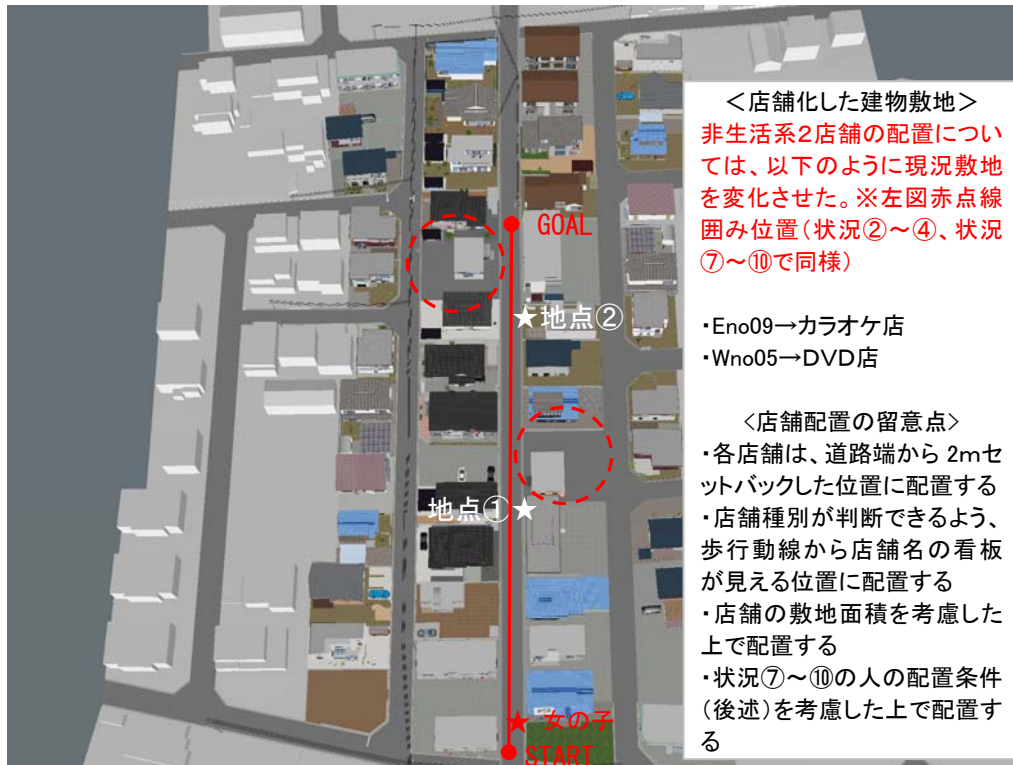 GOAL
★地点②
地点①★
★ 女の子
START
＜店舗化した建物敷地＞
非生活系2店舗の配置につい
ては、以下のように現況敷地
を変化させた。※左図赤点線
囲み位置（状況②～④、状況
⑦～⑩で同様）
・Eno09→カラオケ店
・Wno05→DVD店
＜店舗配置の留意点＞
・各店舗は、道路端から 2mセ
ットバックした位置に配置する
・店舗種別が判断できるよう、
歩行動線から店舗名の看板
が見える位置に配置する
・店舗の敷地面積を考慮した
上で配置する
・状況⑦～⑩の人の配置条件
（後述）を考慮した上で配置す
る